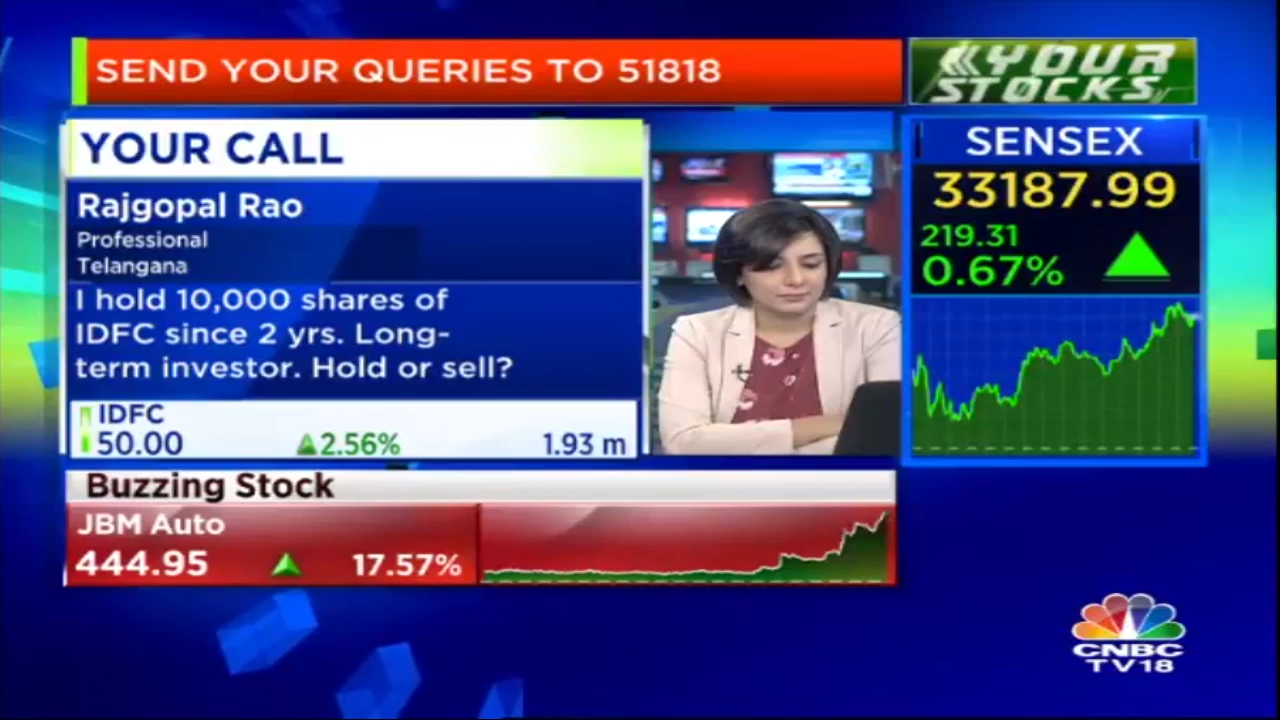 SEND YOUR QUERIES TO 51818
YOUR STOCKS
YOUR CALL
Rajgopal Rao
Professional
Telangana
I hold 10,000 shares of
IDFC since 2 yrs. Long-
term investor. Hold or sell?
IDFC
50.00 2.56% 1.93 m
SENSEX
33187.99
219.31
0.67%
Buzzing Stock
JBM Auto
444.95 17.57%
CNBC
TV18